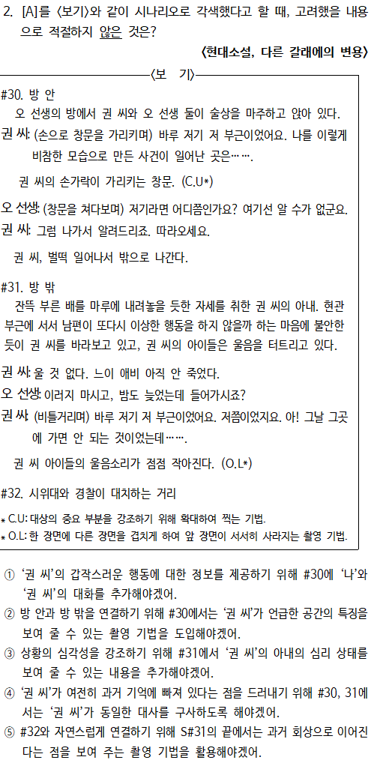 2. [A]를 <보기>와 같이 시나리오로 각색했다고 할 때, 고려했을 내용
으로 적절하지 않은 것은?
<현대소설, 다른 갈래에의 변용>
<보 기>
#30. 방 안
오 선생의 방에서 권 씨와 오 선생 둘이 술상을 마주하고 앉아 있다.
권 씨: (손으로 창문을 가리키며) 바루 저기 저 부근이었어요. 나를 이렇게
비참한 모습으로 만든 사건이 일어난 곳은…….
권 씨의 손가락이 가리키는 창문. (C.U*)
오 선생: (창문을 쳐다보며) 저기라면 어디쯤인가요? 여기선 알 수가 없군요.
권 씨: 그럼 나가서 알려드리죠. 따라오세요.
권 씨, 벌떡 일어나서 밖으로 나간다.
#31. 방 밖
잔뜩 부른 배를 마루에 내려놓을 듯한 자세를 취한 권 씨의 아내. 현관
부근에 서서 남편이 또다시 이상한 행동을 하지 않을까 하는 마음에 불안한
듯이 권 씨를 바라보고 있고, 권 씨의 아이들은 울음을 터트리고 있다.
권 씨: 울 것 없다. 느이 애비 아직 안 죽었다.
오 선생: 이러지 마시고, 밤도 늦었는데 들어가시죠?
권 씨: (비틀거리며) 바루 저기 저 부근이었어요. 저쯤이었지요. 아! 그날 그곳
에 가면 안 되는 것이었는데…….
권 씨 아이들의 울음소리가 점점 작아진다. (O.L*)
#32. 시위대와 경찰이 대치하는 거리
* C.U: 대상의 중요 부분을 강조하기 위해 확대하여 찍는 기법.
* O.L: 한 장면에 다른 장면을 겹치게 하여 앞 장면이 서서히 사라지는 촬영 기법.
① ‘권 씨’의 갑작스러운 행동에 대한 정보를 제공하기 위해 #30에 ‘나’와
‘권 씨’의 대화를 추가해야겠어.
② 방 안과 방 밖을 연결하기 위해 #30에서는 ‘권 씨’가 언급한 공간의 특징을
보여 줄 수 있는 촬영 기법을 도입해야겠어.
③ 상황의 심각성을 강조하기 위해 #31에서 ‘권 씨’의 아내의 심리 상태를
보여 줄 수 있는 내용을 추가해야겠어.
④ ‘권 씨’가 여전히 과거 기억에 빠져 있다는 점을 드러내기 위해 #30, 31에
서는 ‘권 씨’가 동일한 대사를 구사하도록 해야겠어.
⑤ #32와 자연스럽게 연결하기 위해 S#31의 끝에서는 과거 회상으로 이어진
다는 점을 보여 주는 촬영 기법을 활용해야겠어.